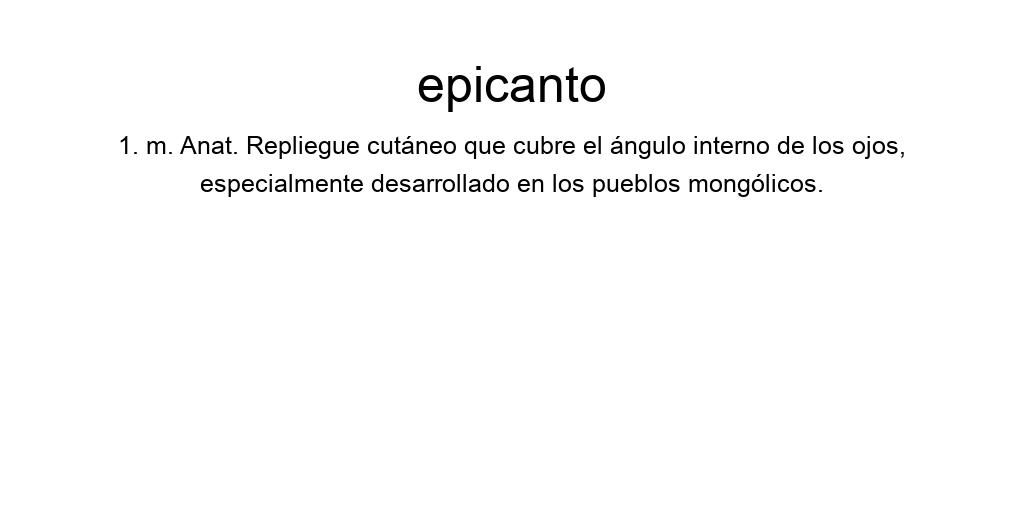 epicanto
1. m. Anat. Repliegue cutáneo que cubre el ángulo interno de los ojos,
especialmente desarrollado en los pueblos mongólicos.